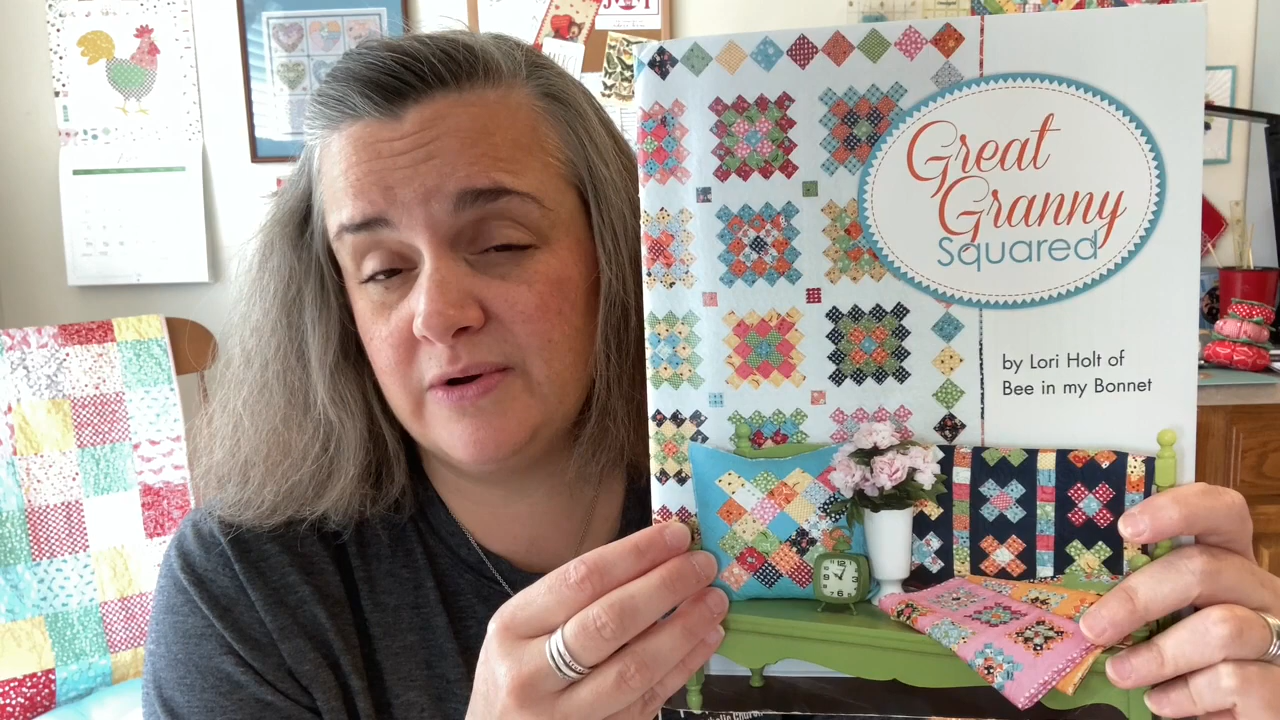 Great
Granny
Squared
by Lori Holt of
Bee in my Bonnet